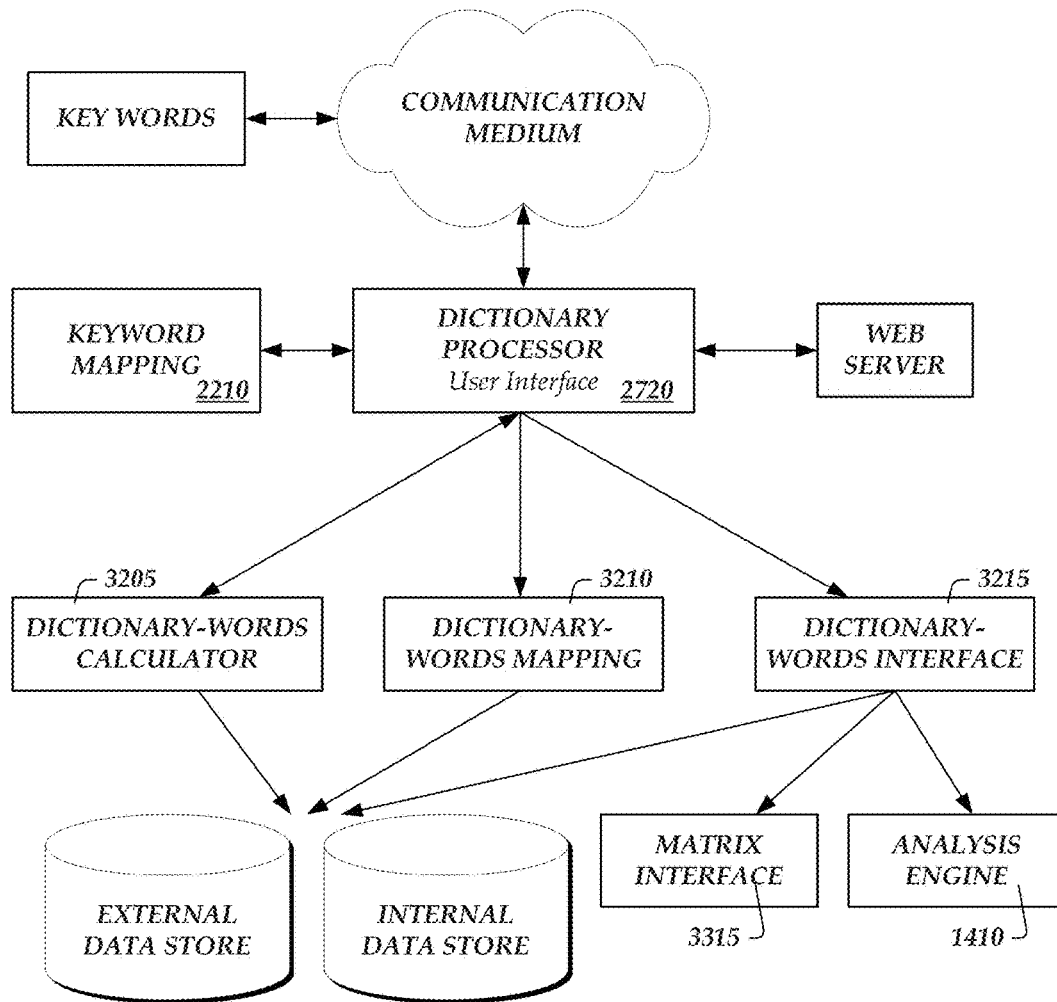 KEY WORDS
COMMUNICATION
MEDIUM
KEYWORD
MAPPING
2210
DICTIONARY
PROCESSOR
User Interface
2720
WEB
SERVER
3205
DICTIONARY-WORDS
CALCULATOR
3210
DICTIONARY-
WORDS MAPPING
3215
DICTIONARY-
WORDS INTERFACE
EXTERNAL
DATA STORE
INTERNAL
DATA STORE
MATRIX
INTERFACE
3315
ANALYSIS
ENGINE
1410